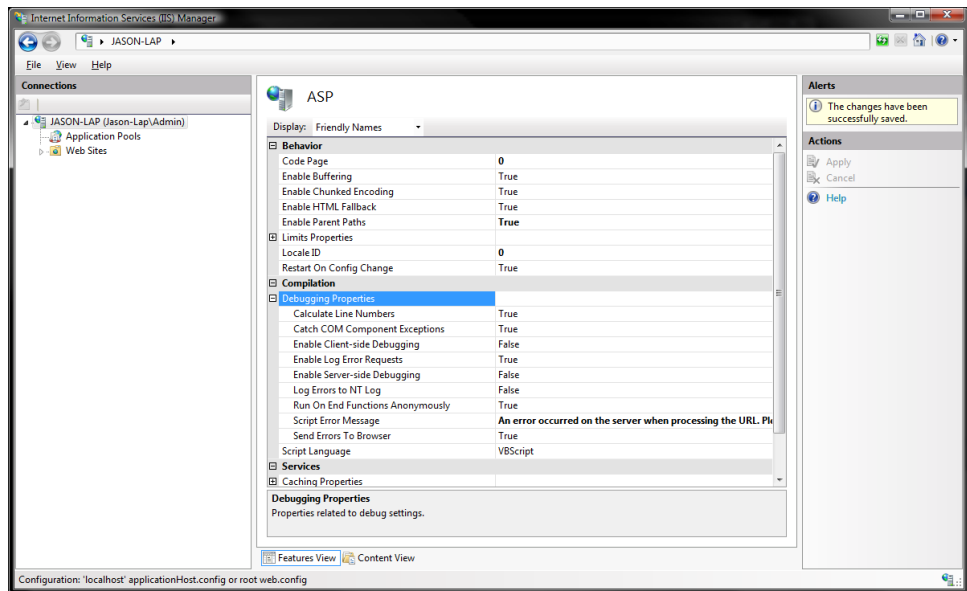 Internet Information Services (IIS) Manager
JASON-LAP
File View Help
Connections
JASON-LAP (Jason-Lap\Admin)
Application Pools
Web Sites
ASP
Display: Friendly Names
Behavior
Code Page 0
Enable Buffering True
Enable Chunked Encoding True
Enable HTML Fallback True
Enable Parent Paths True
Limits Properties
Locale ID 0
Restart On Config Change True
Compilation
Debugging Properties
Calculate Line Numbers True
Catch COM Component Exceptions True
Enable Client-side Debugging False
Enable Log Error Requests True
Enable Server-side Debugging False
Log Errors to NT Log False
Run On End Functions Anonymously True
Script Error Message An error occurred on the server when processing the URL. Ple
Send Errors To Browser True
Script Language VBScript
Services
Caching Properties
Debugging Properties
Properties related to debug settings.
Features View Content View
Alerts
The changes have been
successfully saved.
Actions
Apply
Cancel
Help
Configuration: 'localhost' applicationHost.config or root web.config